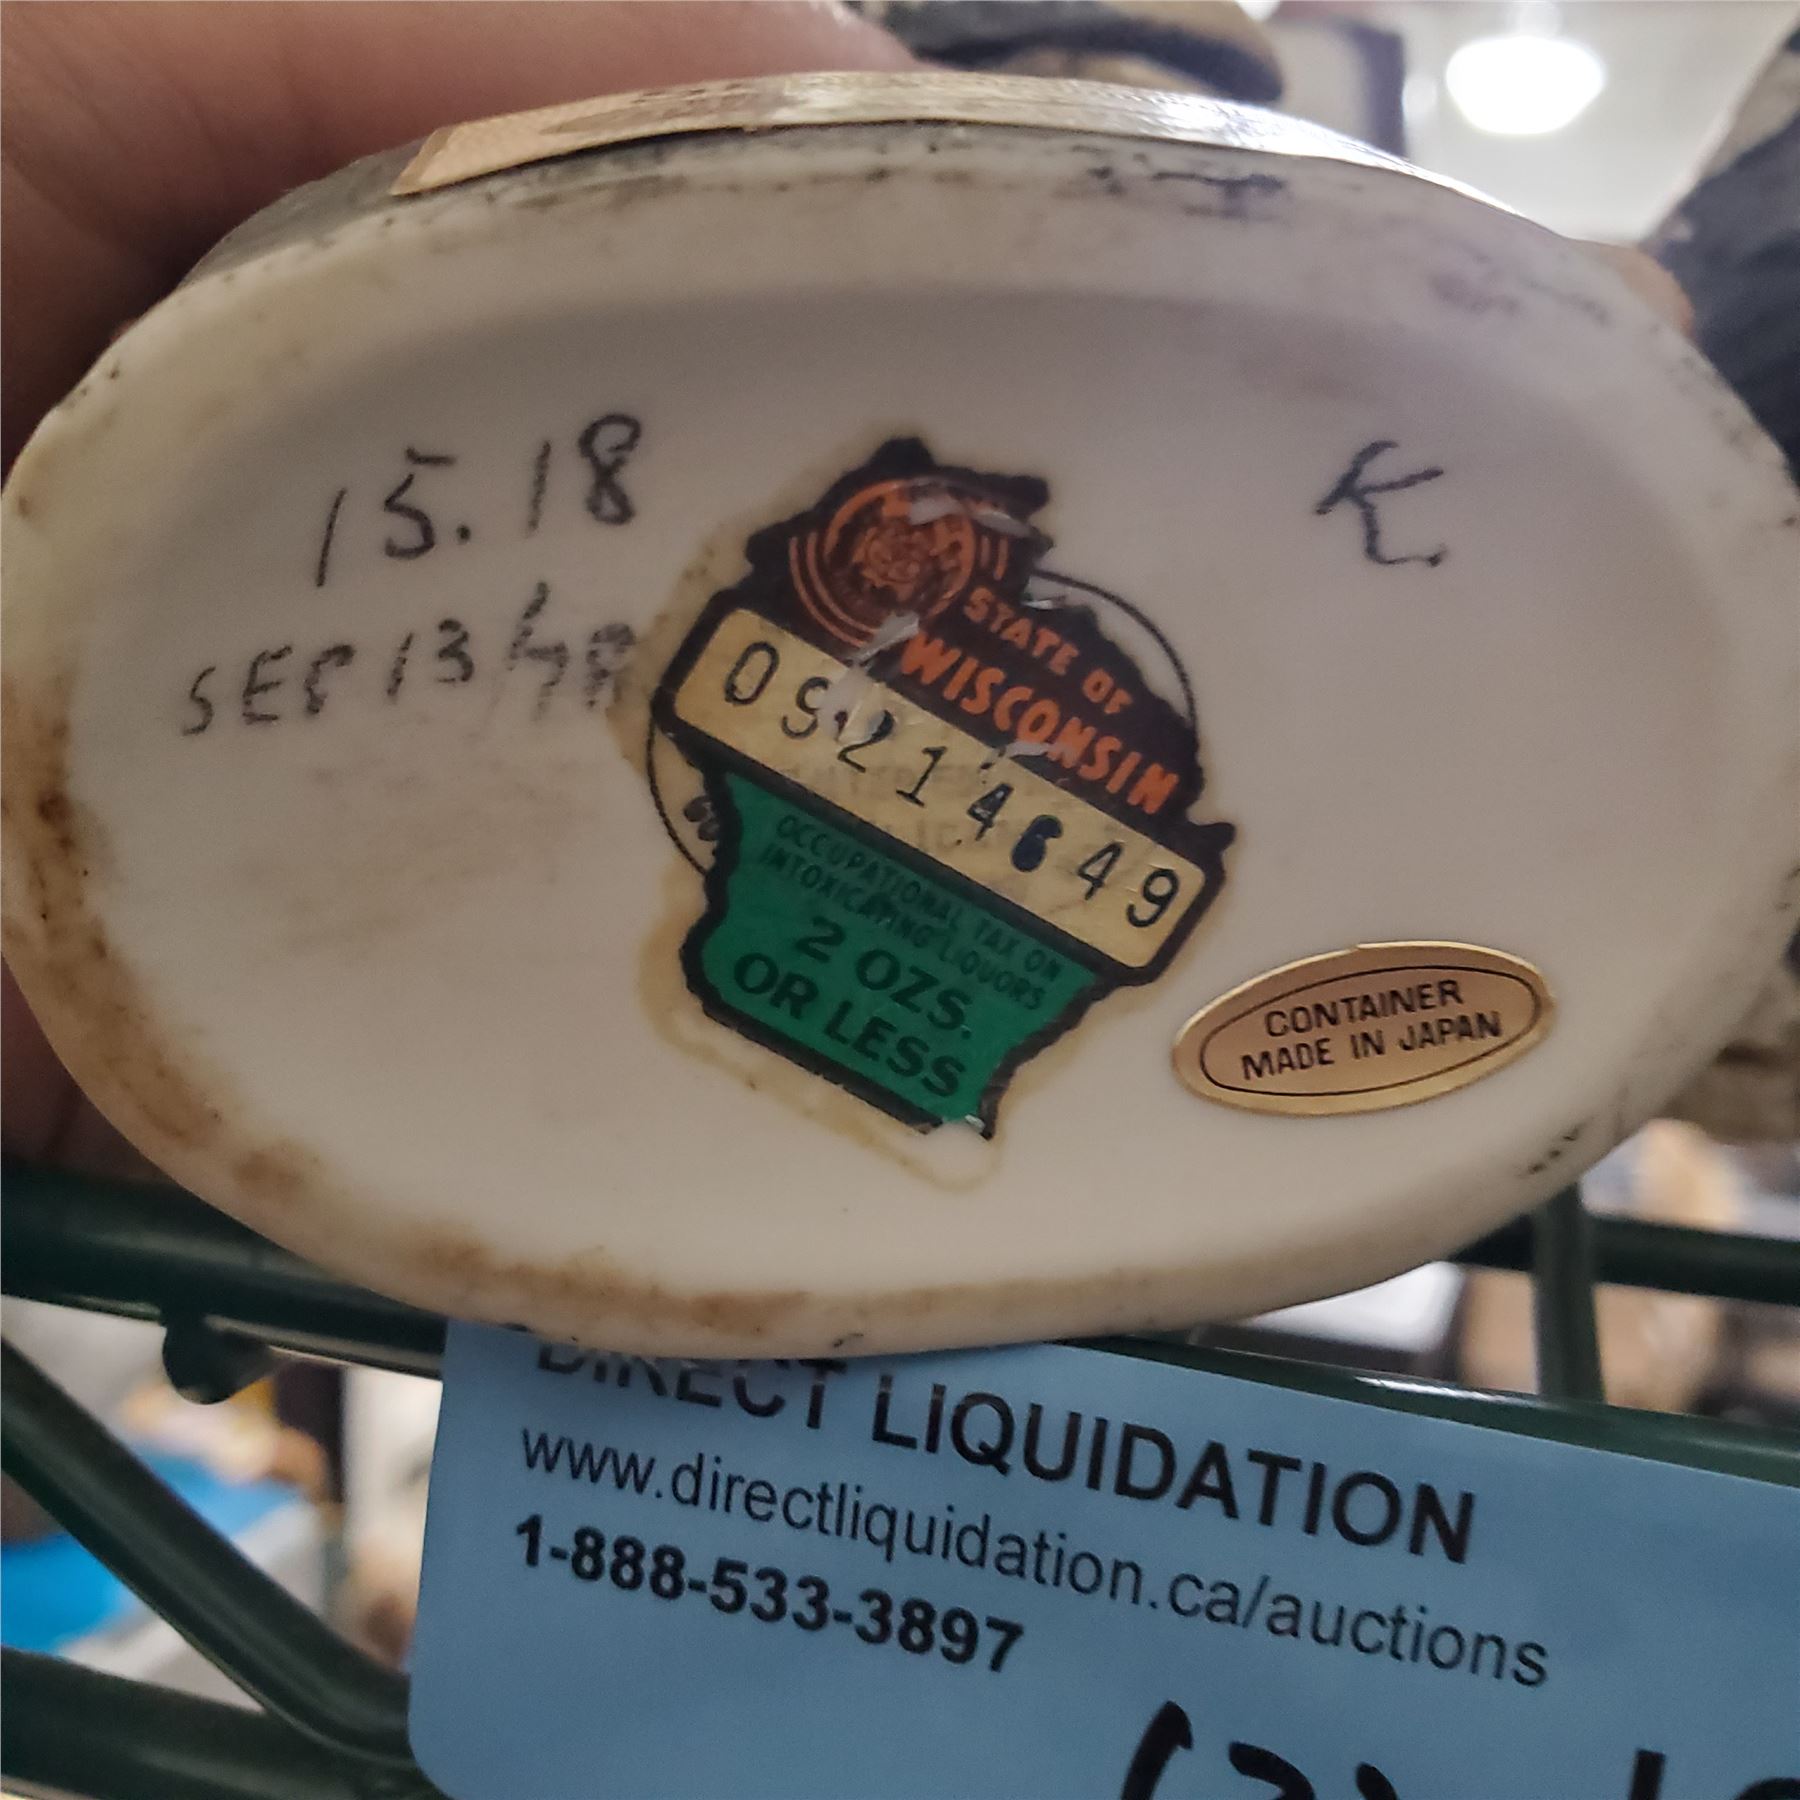 15.18
K
SEP 13/78
STATE OF
WISCONSIN
09214649
OCCUPATIONAL TAX ON
INTOXICATING LIQUORS
2 OZS.
OR LESS
CONTAINER
MADE IN JAPAN
DIRECT LIQUIDATION
www.directliquidation.ca/auctions
1-888-533-3897